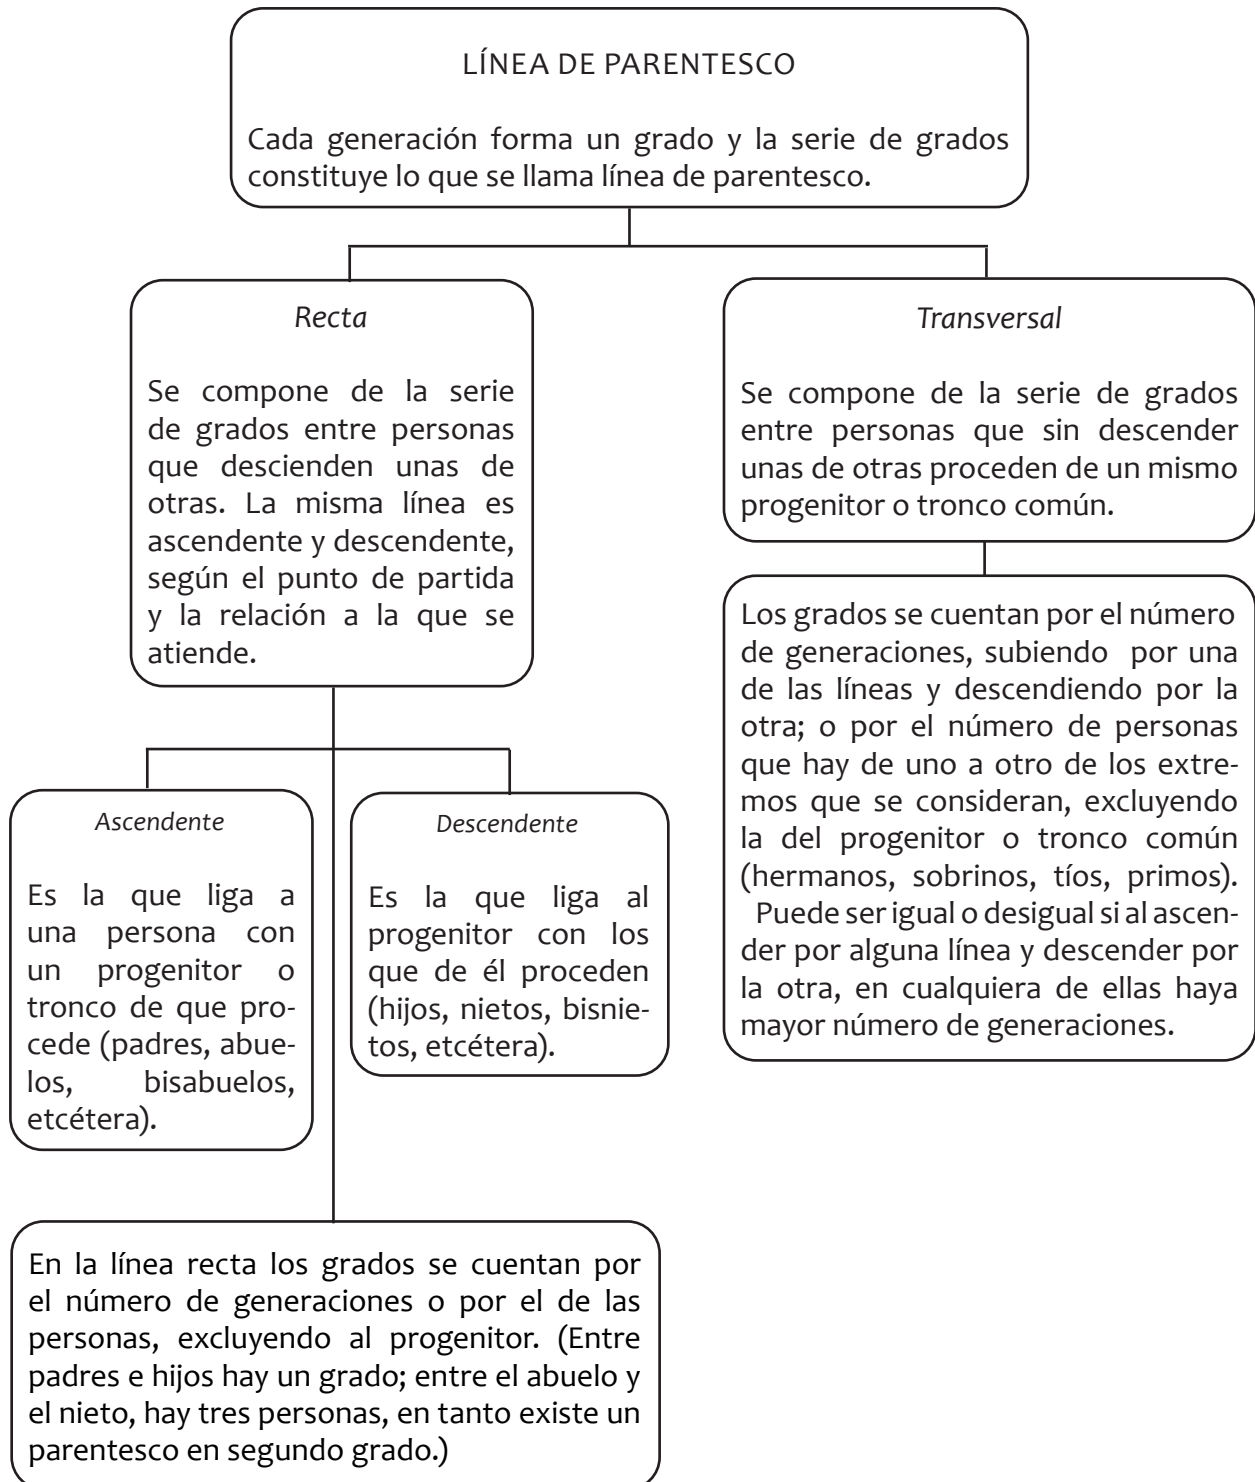 LÍNEA DE PARENTESCO
Cada generación forma un grado y la serie de grados
constituye lo que se llama línea de parentesco.
Recta
Se compone de la serie
de grados entre personas
que descienden unas de
otras. La misma línea es
ascendente y descendente,
según el punto de partida
y la relación a la que se
atiende.
Transversal
Se compone de la serie de grados
entre personas que sin descender
unas de otras proceden de un mismo
progenitor o tronco común.
Los grados se cuentan por el número
de generaciones, subiendo por una
de las líneas y descendiendo por la
otra; o por el número de personas
que hay de uno a otro de los extre-
mos que se consideran, excluyendo
la del progenitor o tronco común
(hermanos, sobrinos, tíos, primos).
Puede ser igual o desigual si al ascen-
der por alguna línea y descender por
la otra, en cualquiera de ellas haya
mayor número de generaciones.
Ascendente
Es la que liga a
una persona con
un progenitor o
tronco de que pro-
cede (padres, abue-
los, bisabuelos,
etcétera).
Descendente
Es la que liga al
progenitor con los
que de él proceden
(hijos, nietos, bisnie-
tos, etcétera).
En la línea recta los grados se cuentan por
el número de generaciones o por el de las
personas, excluyendo al progenitor. (Entre
padres e hijos hay un grado; entre el abuelo y
el nieto, hay tres personas, en tanto existe un
parentesco en segundo grado.)